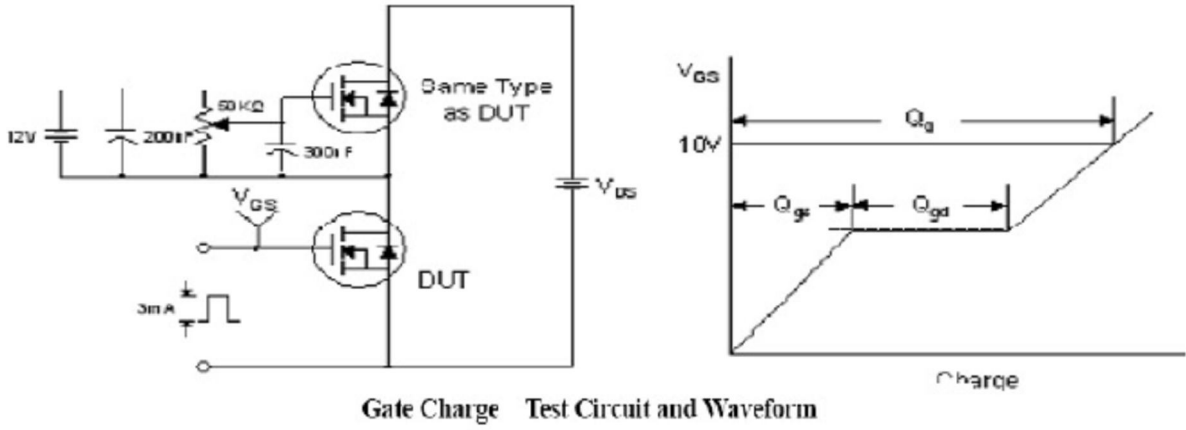 Same Type
as DUT
50KΩ
12V
200nF
300nF
VGS
VDS
DUT
3mA
VGS
Qg
10V
Qgs
Qgd
Charge
Gate Charge Test Circuit and Waveform